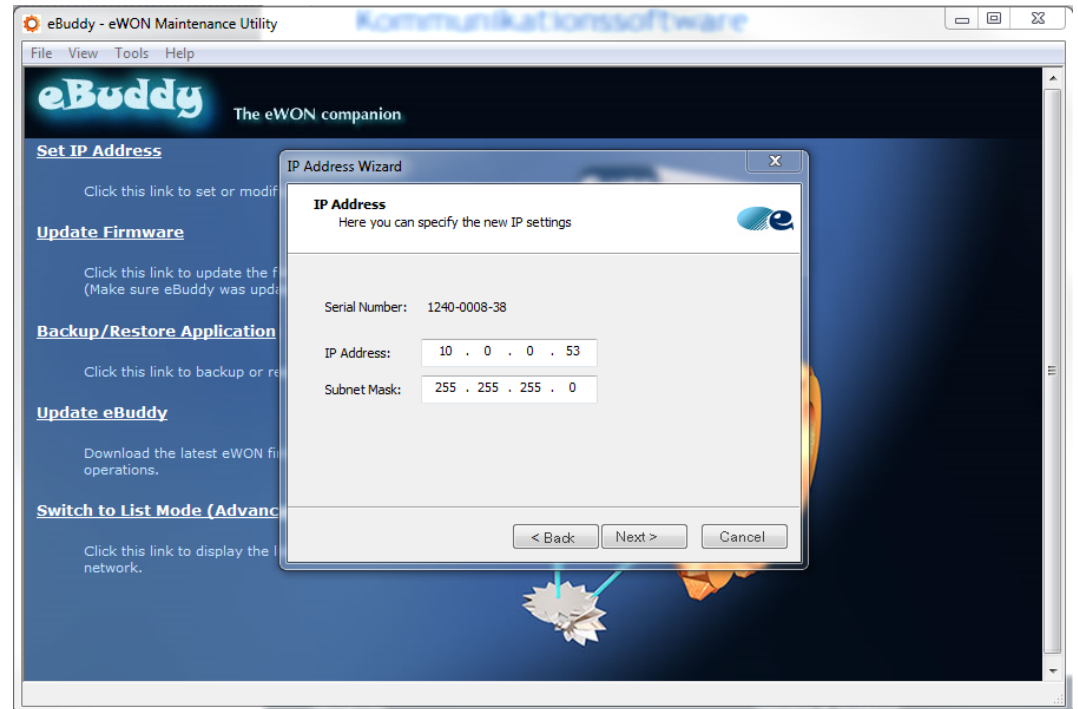 Kommunikationssoftware
eBuddy - eWON Maintenance Utility
File View Tools Help
eBuddy The eWON companion
Set IP Address
Click this link to set or modif
Update Firmware
Click this link to update the f
(Make sure eBuddy was upda
Backup/Restore Application
Click this link to backup or re
Update eBuddy
Download the latest eWON fi
operations.
Switch to List Mode (Advanc
Click this link to display the l
network.
IP Address Wizard
IP Address
Here you can specify the new IP settings
e
Serial Number: 1240-0008-38
IP Address: 10 . 0 . 0 . 53
Subnet Mask: 255 . 255 . 255 . 0
< Back Next > Cancel